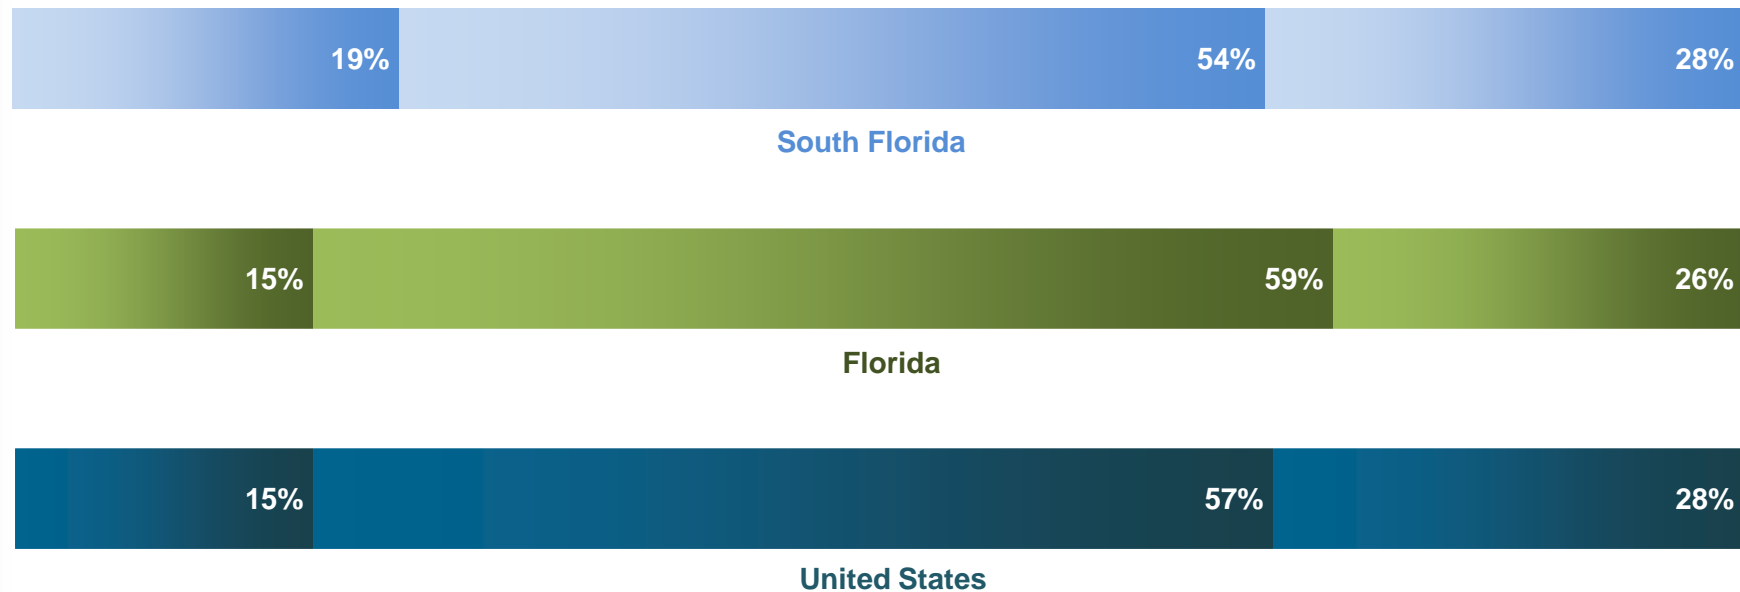 19% 54% 28%
South Florida
15% 59% 26%
Florida
15% 57% 28%
United States